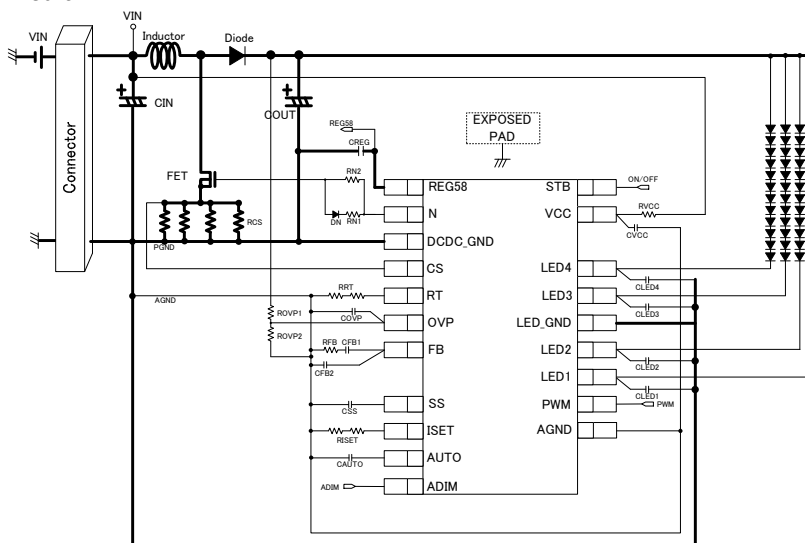 VIN
VIN
Inductor
Diode
Connector
CIN
COUT
REG58
CREG
EXPOSED
PAD
FET
RN2
RN1
DN
RCS
PGND
REG58
STB
ON/OFF
N
VCC
RVCC
CVCC
DCDC_GND
CS
LED4
CLED4
AGND
RRT
RT
LED3
CLED3
ROVP1
COVP
OVP
LED_GND
ROVP2
RFB
CFB1
FB
LED2
CLED2
CFB2
LED1
CLED1
CSS
SS
PWM
PWM
RISET
ISET
AGND
CAUTO
AUTO
ADIM
ADIM